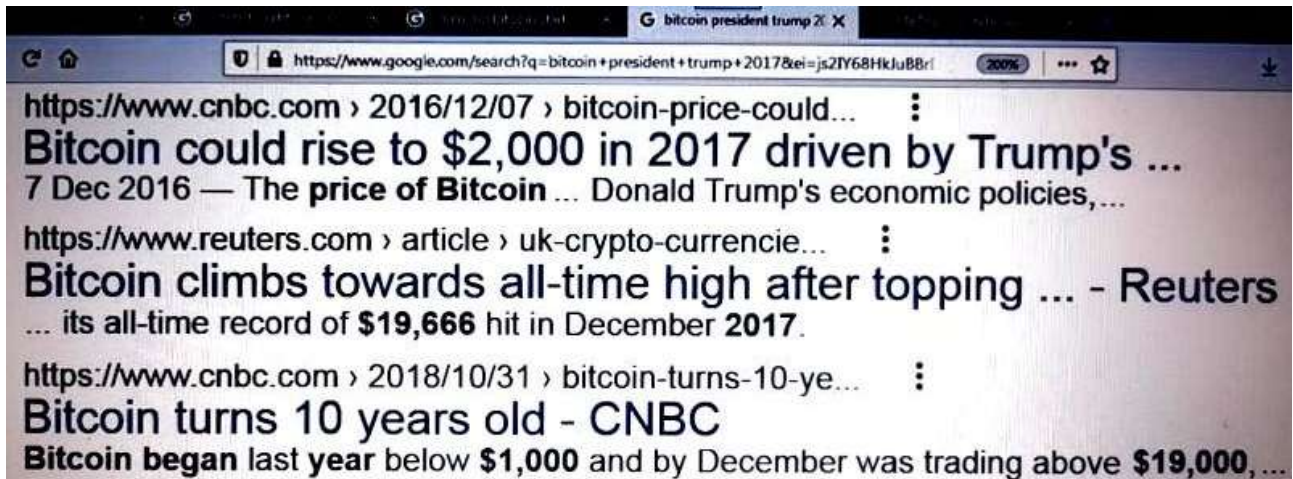 bitcoin president trump 20
https://www.google.com/search?q=bitcoin+president+trump+2017&ei=
200%
https://www.cnbc.com › 2016/12/07 › bitcoin-price-could...
Bitcoin could rise to $2,000 in 2017 driven by Trump's ...
7 Dec 2016 — The price of Bitcoin ... Donald Trump's economic policies,...
https://www.reuters.com › article › uk-crypto-currencie...
Bitcoin climbs towards all-time high after topping ... - Reuters
... its all-time record of $19,666 hit in December 2017.
https://www.cnbc.com › 2018/10/31 › bitcoin-turns-10-ye...
Bitcoin turns 10 years old - CNBC
Bitcoin began last year below $1,000 and by December was trading above $19,000,...